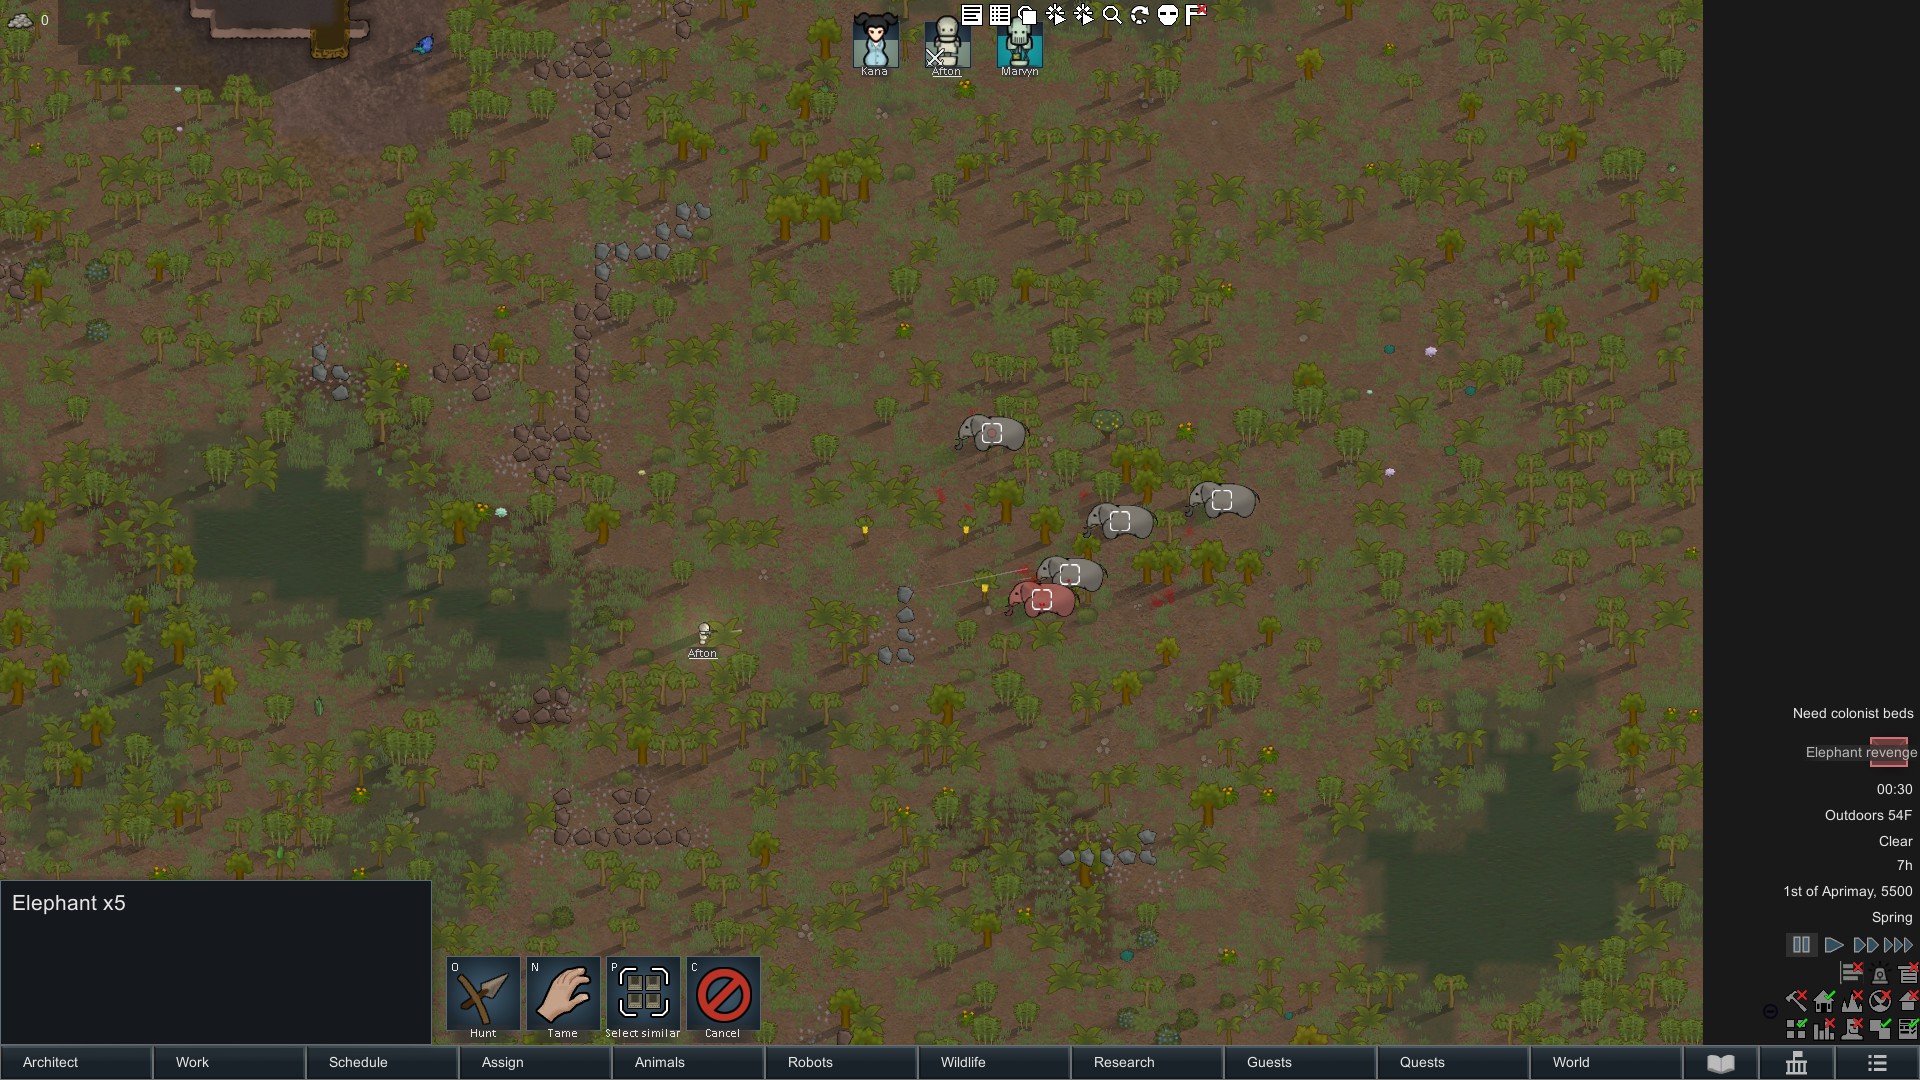 0
Kana
Afton
Marvyn
Afton
Need colonist beds
Elephant revenge
00:30
Outdoors 54F
Clear
7h
1st of Aprimay, 5500
Spring
Elephant x5
O
N
P
C
Hunt
Tame
Select similar
Cancel
Architect
Work
Schedule
Assign
Animals
Robots
Wildlife
Research
Guests
Quests
World